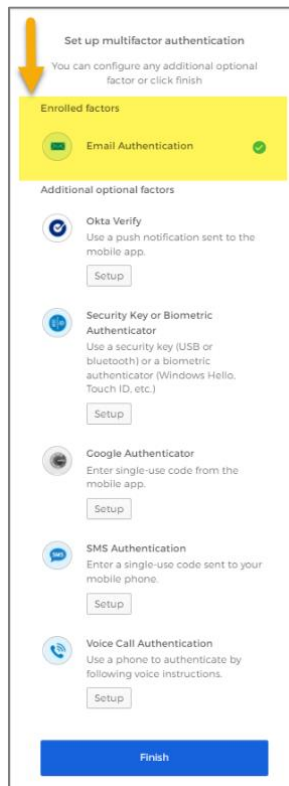 Set up multifactor authentication
You can configure any additional optional
factor or click finish
Enrolled factors
Email Authentication
Additional optional factors
Okta Verify
Use a push notification sent to the
mobile app.
Setup
Security Key or Biometric
Authenticator
Use a security key (USB or
bluetooth) or a biometric
authenticator (Windows Hello,
Touch ID, etc.)
Setup
Google Authenticator
Enter single-use code from the
mobile app.
Setup
SMS
SMS Authentication
Enter a single-use code sent to your
mobile phone.
Setup
Voice Call Authentication
Use a phone to authenticate by
following voice instructions.
Setup
Finish